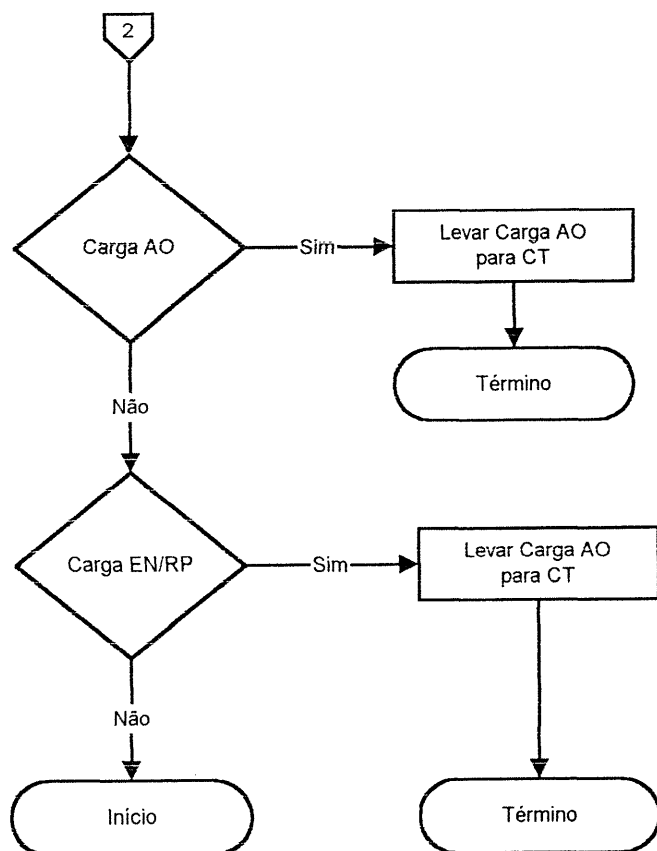 2
Carga AO
Sim
Levar Carga AO
para CT
Término
Não
Carga EN/RP
Sim
Levar Carga AO
para CT
Não
Início
Término